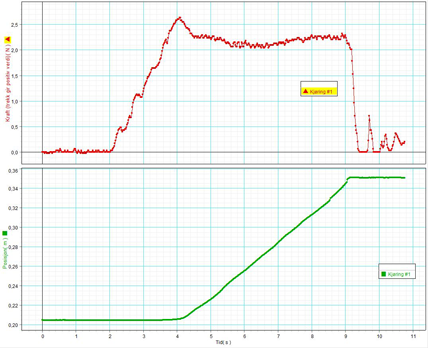 Kraft (trekk gir positiv verdi)( N )
2,5
2,0
1,5
1,0
0,5
0,0
Kjøring #1
Posisjon( m )
0,36
0,34
0,32
0,30
0,28
0,26
0,24
0,22
0,20
Kjøring #1
0 1 2 3 4 5 6 7 8 9 10 11
Tid( s )